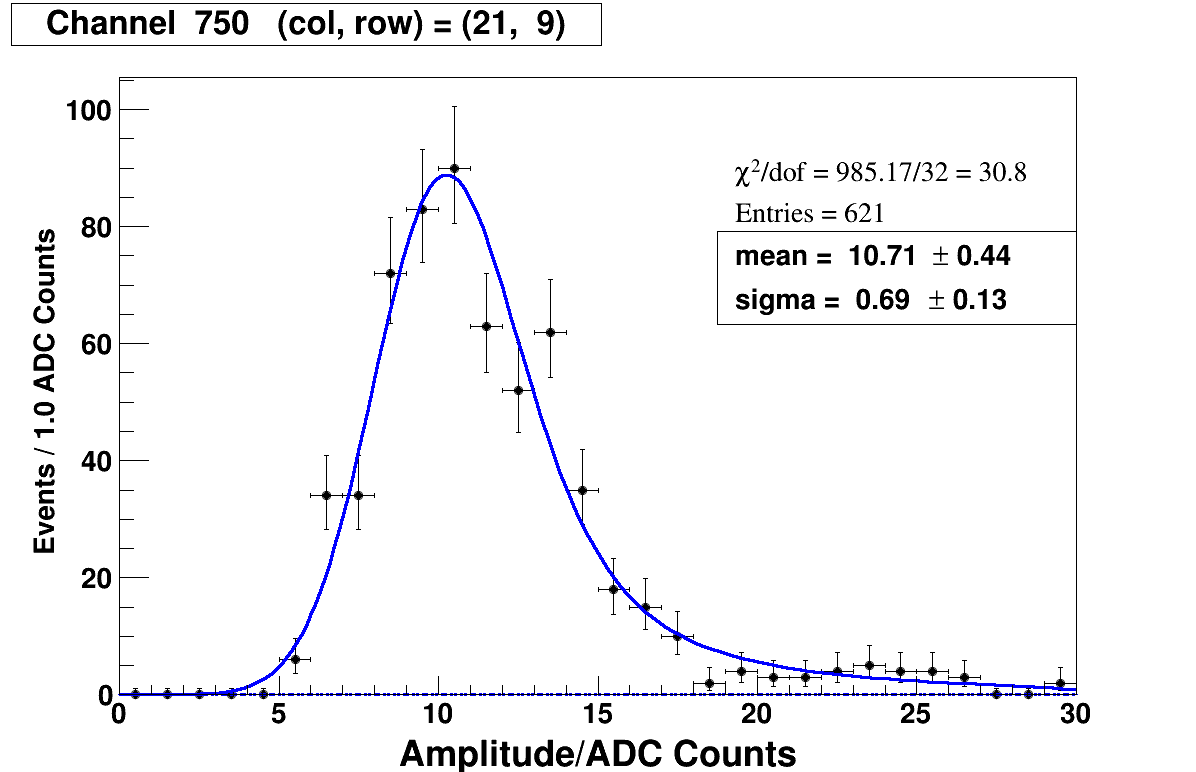 Channel 750 (col, row) = (21, 9)
χ²/dof = 985.17/32 = 30.8
Entries = 621
mean = 10.71 ± 0.44
sigma = 0.69 ± 0.13
Events / 1.0 ADC Counts
100
80
60
40
20
0
0 5 10 15 20 25 30
Amplitude/ADC Counts